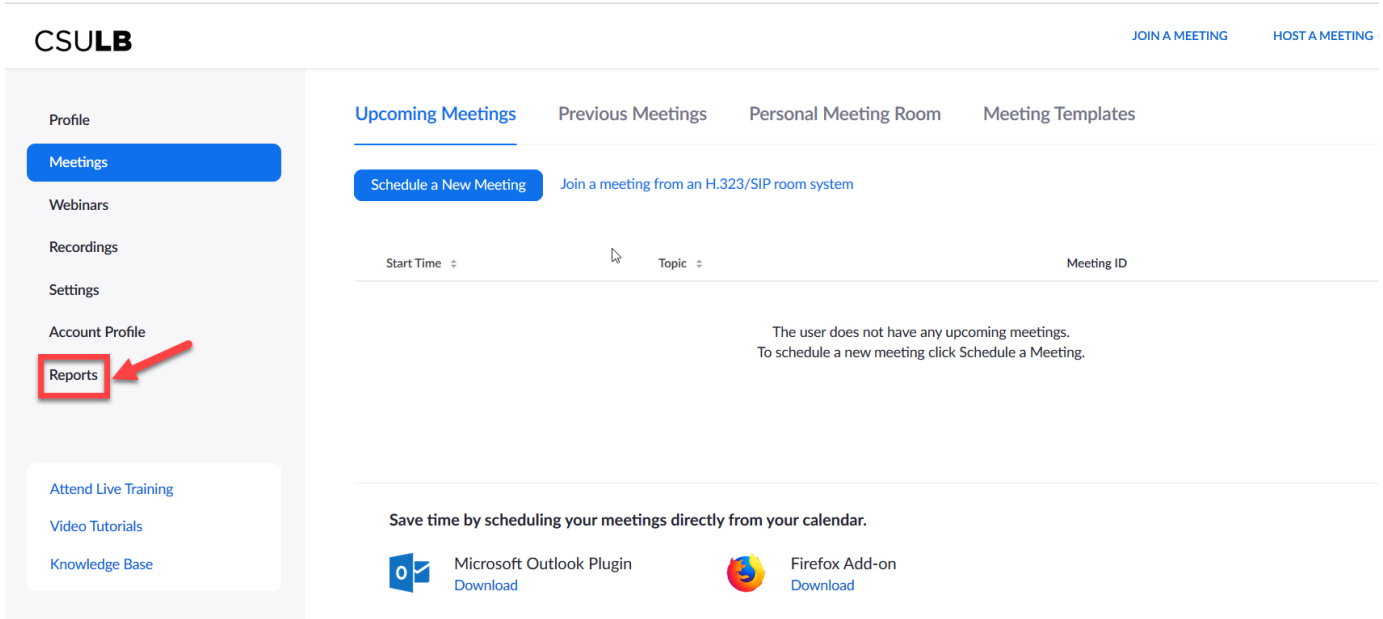 CSULB
JOIN A MEETING
HOST A MEETING
Profile
Meetings
Webinars
Recordings
Settings
Account Profile
Reports
Attend Live Training
Video Tutorials
Knowledge Base
Upcoming Meetings
Previous Meetings
Personal Meeting Room
Meeting Templates
Schedule a New Meeting
Join a meeting from an H.323/SIP room system
Start Time
Topic
Meeting ID
The user does not have any upcoming meetings.
To schedule a new meeting click Schedule a Meeting.
Save time by scheduling your meetings directly from your calendar.
Microsoft Outlook Plugin
Download
Firefox Add-on
Download